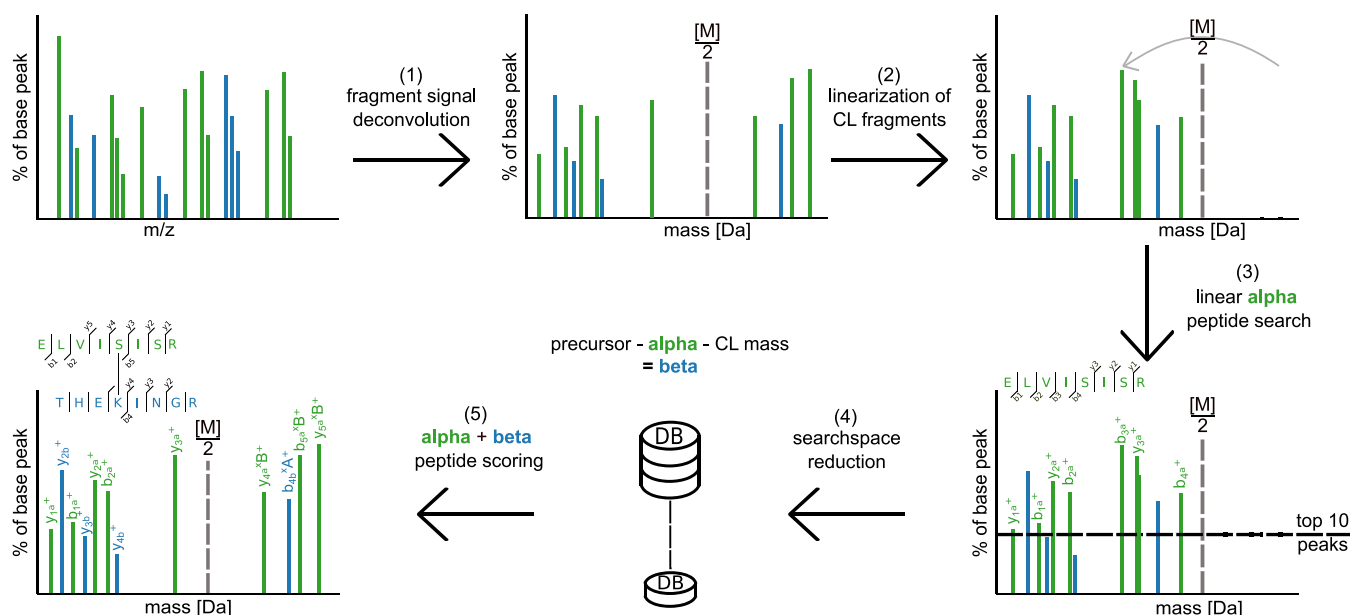 % of base peak
m/z
(1)
fragment signal
deconvolution
% of base peak
[M]
2
mass [Da]
(2)
linearization of
CL fragments
% of base peak
[M]
2
mass [Da]
(3)
linear alpha
peptide search
y3 y2 y1
E L V I S I S R
b1 b2 b3 b4
% of base peak
y1a+ b1a+ y2a+ b2a+ b3a+ y3a+ b4a+
[M]
2
top 10
peaks
mass [Da]
(4)
searchspace
reduction
precursor - alpha - CL mass
= beta
DB
DB
(5)
alpha + beta
peptide scoring
y5 y4 y3 y2 y1
E L V I S I S R
b1 b2 b5
y4 y3 y2
T H E K I N G R
b4
% of base peak
y1a+ y2b+ b1a+ y3b+ y2a+ b2a+ y4b+ y3a+
[M]
2
y4axB+ b4bxA+ b5axB+ y5axB+
mass [Da]